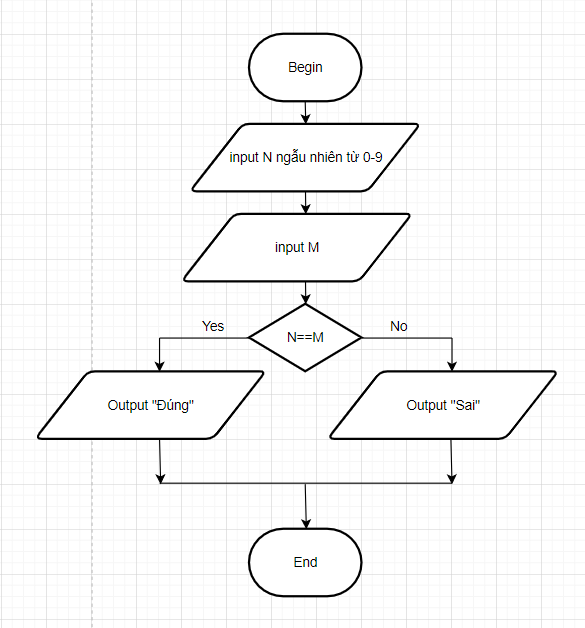 Begin
input N ngẫu nhiên từ 0-9
input M
N==M
Yes
No
Output "Đúng"
Output "Sai"
End